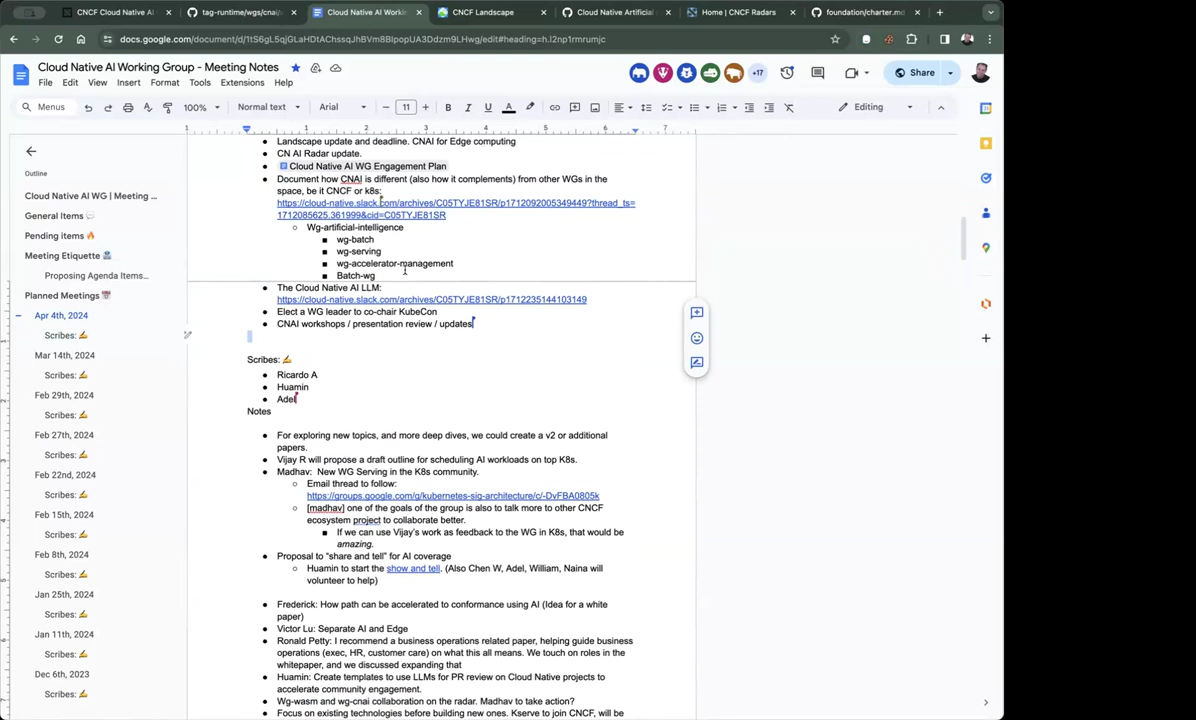 CNCF Cloud Native AI
tag-runtime/wgs/cnai/
Cloud Native AI Workin
CNCF Landscape
Cloud Native Artificial
Home | CNCF Radars
foundation/charter.md
docs.google.com/document/d/1tS6gL5qjGLaHDtAChssqJhBVm8BlpopUA3Ddzm9LHwg/edit#heading=h.l2np1rmrumjc
Cloud Native AI Working Group - Meeting Notes
File Edit View Insert Format Tools Extensions Help
+17
Share
Menus
100%
Normal text
Arial
11
Editing
1 1 2 3 4 5 6 7
Outline
Cloud Native AI WG | Meeting ...
General Items
Pending items 🔥
Meeting Etiquette
Proposing Agenda Items...
Planned Meetings 📅
Apr 4th, 2024
Scribes: ✍️
Mar 14th, 2024
Scribes: ✍️
Feb 29th, 2024
Scribes: ✍️
Feb 27th, 2024
Scribes: ✍️
Feb 22nd, 2024
Scribes: ✍️
Feb 15th, 2024
Scribes: ✍️
Feb 8th, 2024
Scribes: ✍️
Jan 25th, 2024
Scribes: ✍️
Jan 11th, 2024
Scribes: ✍️
Dec 6th, 2023
Scribes: ✍️
Landscape update and deadline. CNAI for Edge computing
CN AI Radar update.
Cloud Native AI WG Engagement Plan
Document how CNAI is different (also how it complements) from other WGs in the
space, be it CNCF or k8s:
https://cloud-native.slack.com/archives/C05TYJE81SR/p1712092005349449?thread_ts=
1712085625.361999&cid=C05TYJE81SR
Wg-artificial-intelligence
wg-batch
wg-serving
wg-accelerator-management
Batch-wg
The Cloud Native AI LLM:
https://cloud-native.slack.com/archives/C05TYJE81SR/p1712235144103149
Elect a WG leader to co-chair KubeCon
CNAI workshops / presentation review / updates
Scribes: ✍️
Ricardo A
Huamin
Adel
Notes
For exploring new topics, and more deep dives, we could create a v2 or additional
papers.
Vijay R will propose a draft outline for scheduling AI workloads on top K8s.
Madhav: New WG Serving in the K8s community.
Email thread to follow:
https://groups.google.com/g/kubernetes-sig-architecture/c/-DvFBA0805k
[madhav] one of the goals of the group is also to talk more to other CNCF
ecosystem project to collaborate better.
If we can use Vijay's work as feedback to the WG in K8s, that would be
amazing.
Proposal to "share and tell" for AI coverage
Huamin to start the show and tell. (Also Chen W, Adel, William, Naina will
volunteer to help)
Frederick: How path can be accelerated to conformance using AI (Idea for a white
paper)
Victor Lu: Separate AI and Edge
Ronald Petty: I recommend a business operations related paper, helping guide business
operations (exec, HR, customer care) on what this all means. We touch on roles in the
whitepaper, and we discussed expanding that
Huamin: Create templates to use LLMs for PR review on Cloud Native projects to
accelerate community engagement.
Wg-wasm and wg-cnai collaboration on the radar. Madhav to take action?
Focus on existing technologies before building new ones. Kserve to join CNCF, will be